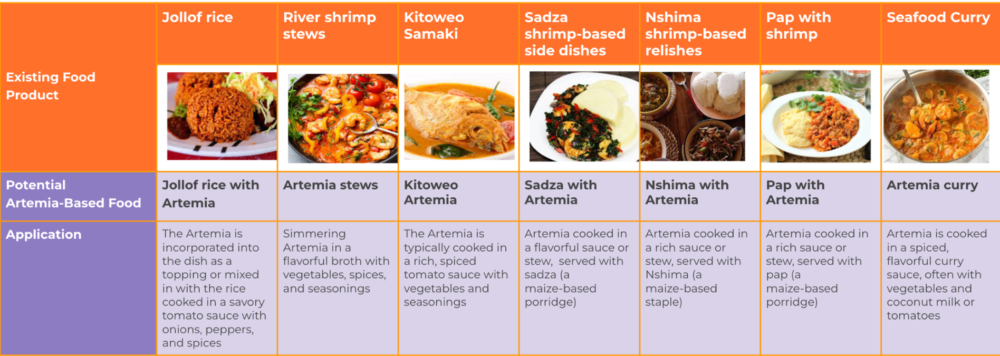 Jollof rice
River shrimp
stews
Kitoweo
Samaki
Sadza
shrimp-based
side dishes
Nshima
shrimp-based
relishes
Pap with
shrimp
Seafood Curry
Existing Food
Product
Potential
Artemia-Based Food
Jollof rice with
Artemia
Artemia stews
Kitoweo
Artemia
Sadza with
Artemia
Nshima with
Artemia
Pap with
Artemia
Artemia curry
Application
The Artemia is
incorporated into
the dish as a
topping or mixed
in with the rice
cooked in a savory
tomato sauce with
onions, peppers,
and spices
Simmering
Artemia in a
flavorful broth with
vegetables, spices,
and seasonings
The Artemia is
typically cooked in
a rich, spiced
tomato sauce with
vegetables and
seasonings
Artemia cooked in
a flavorful sauce or
stew, served with
sadza (a
maize-based
porridge)
Artemia cooked in
a rich sauce or
stew, served with
Nshima (a
maize-based
staple)
Artemia cooked in
a rich sauce or
stew, served with
pap (a
maize-based
porridge)
Artemia is cooked
in a spiced,
flavorful curry
sauce, often with
vegetables and
coconut milk or
tomatoes